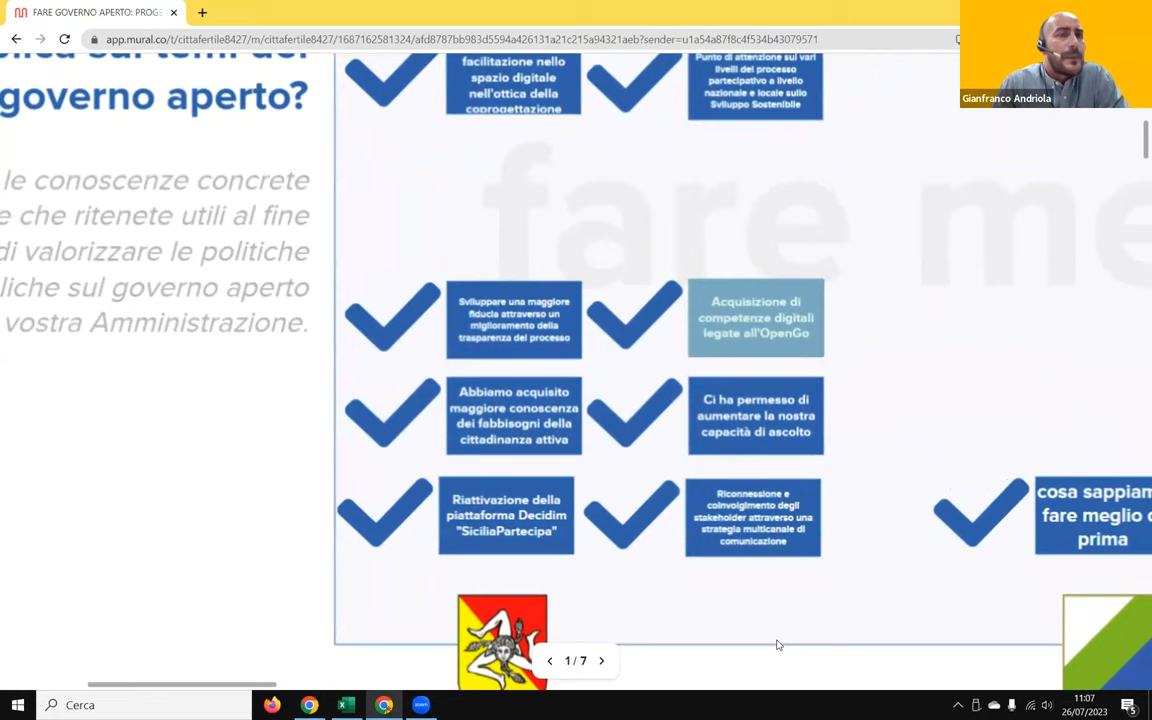 FARE GOVERNO APERTO: PROGE
app.mural.co/t/cittafertile8427/m/cittafertile8427/1687162581324/afd8787bb983d5594a426131a21c215a94321aeb?sender=u1a54a87f8c4f534b43079571
Gianfranco Andriola
governo aperto?
le conoscenze concrete
e che ritenete utili al fine
di valorizzare le politiche
liche sul governo aperto
vostra Amministrazione.
facilitazione nello
spazio digitale
nell'ottica della
coprogettazione
Punto di attenzione sui vari
livelli del processo
partecipativo a livello
nazionale e locale sullo
Sviluppo Sostenibile
fare me
Sviluppare una maggiore
fiducia attraverso un
miglioramento della
trasparenza del processo
Acquisizione di
competenze digitali
legate all'OpenGo
Abbiamo acquisito
maggiore conoscenza
dei fabbisogni della
cittadinanza attiva
Ci ha permesso di
aumentare la nostra
capacità di ascolto
Riattivazione della
piattaforma Decidim
"SiciliaPartecipa"
Riconnessione e
coinvolgimento degli
stakeholder attraverso una
strategia multicanale di
comunicazione
cosa sappiam
fare meglio d
prima
1 / 7
Cerca
zoom
11:07
26/07/2023
5